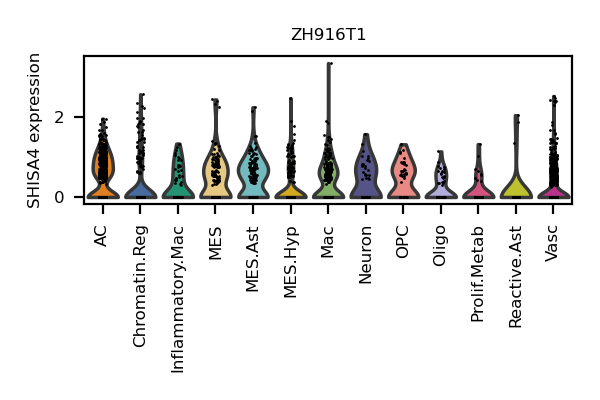 ZH916T1
SHISA4 expression
2
0
AC
Chromatin.Reg
Inflammatory.Mac
MES
MES.Ast
MES.Hyp
Mac
Neuron
OPC
Oligo
Prolif.Metab
Reactive.Ast
Vasc